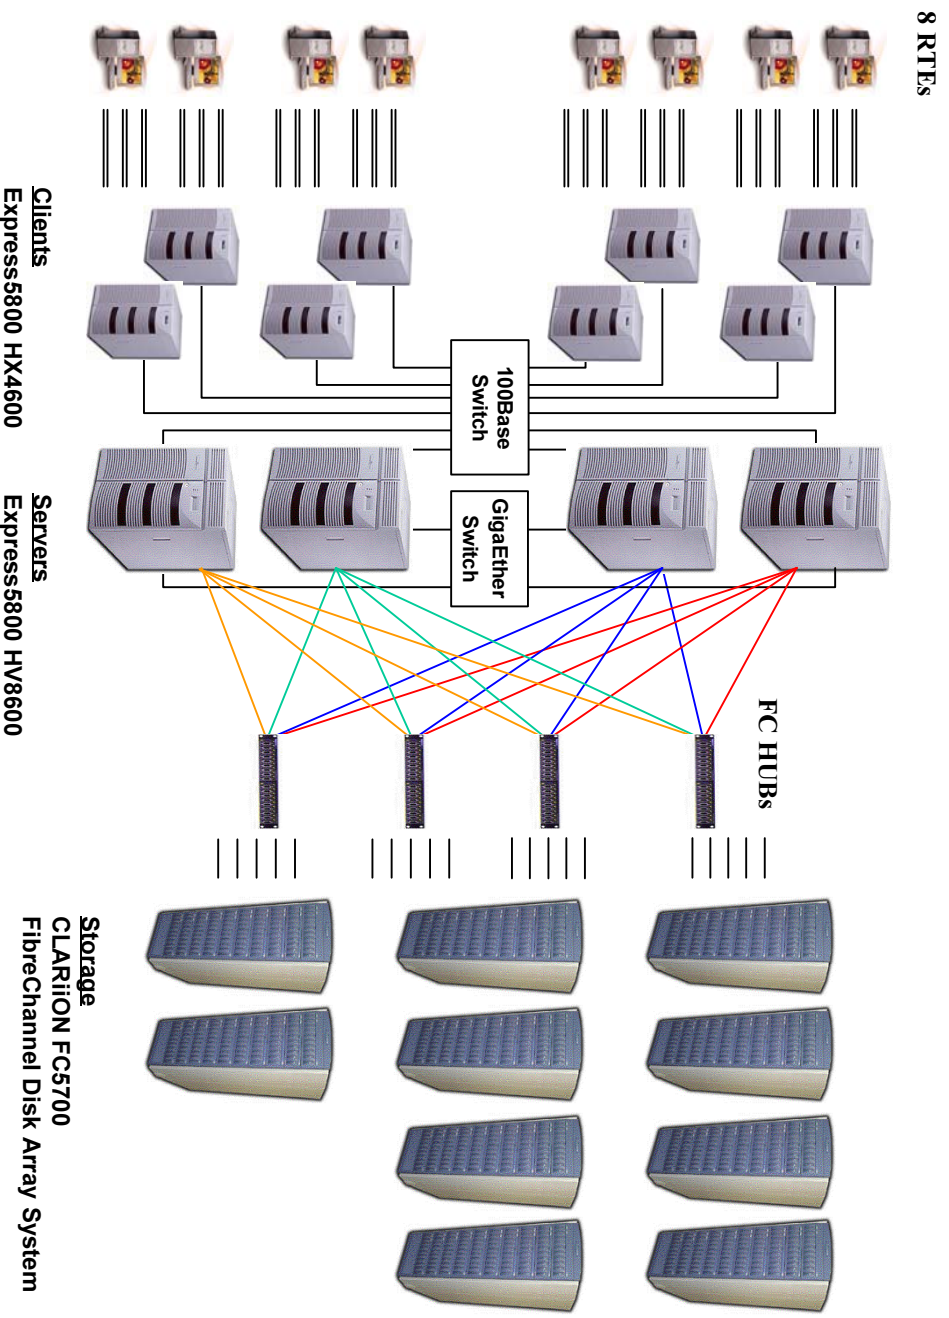 8 RTEs
Clients
Express5800 HX4600
100Base
Switch
Servers
Express5800 HV8600
GigaEther
Switch
FC HUBs
Storage
CLARiiON FC5700
FibreChannel Disk Array System